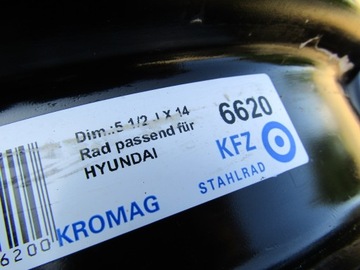 Dim.:5 1/2 J X 14
Rad passend für
HYUNDAI
6620
KFZ
STAHLRAD
KROMAG
6200